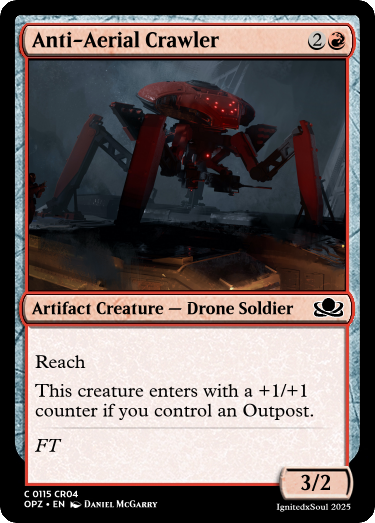 Anti-Aerial Crawler 2
Artifact Creature — Drone Soldier
Reach
This creature enters with a +1/+1
counter if you control an Outpost.
FT
3/2
C 0115 CR04
OPZ • EN Daniel McGarry
IgnitedxSoul 2025